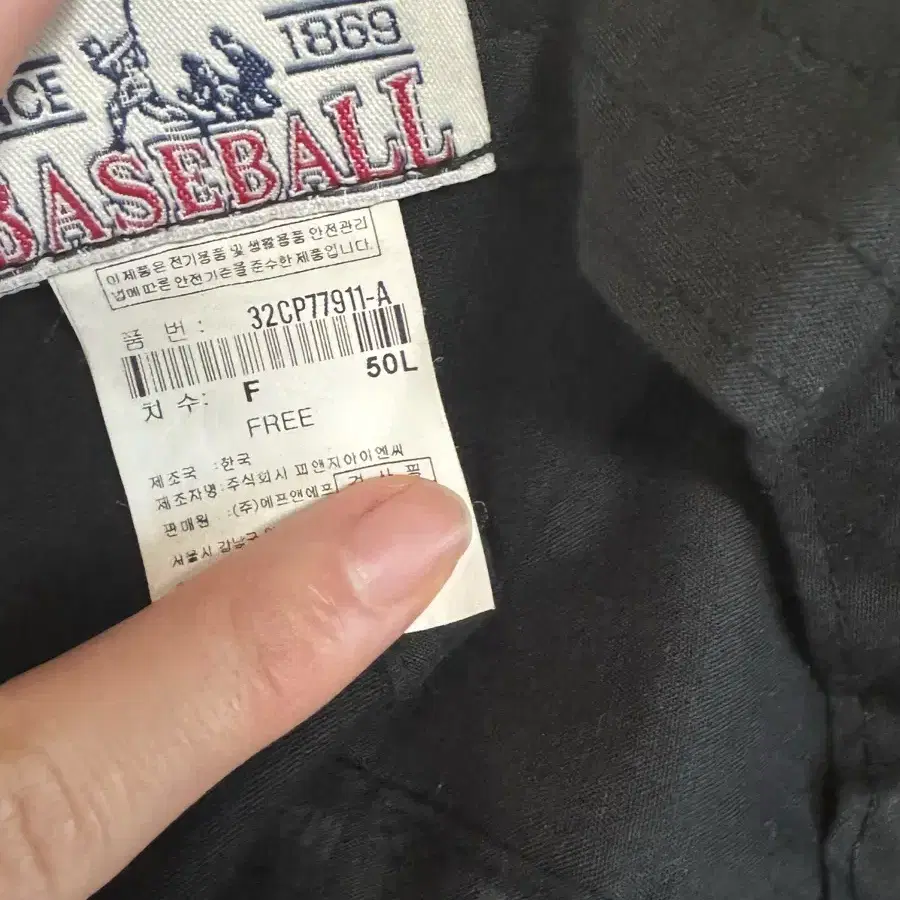 NCE 1869
BASEBALL
이 제품은 전기용품 및 생활용품 안전관리
법에 따른 안전기준을 준수한 제품입니다.
품 번 : 32CP77911-A
50L
치 수: F
FREE
제조국 :한국
제조자명 :주식회사 피앤지아이엔씨
판매원 :(주)에프앤에프
서울시 강남구